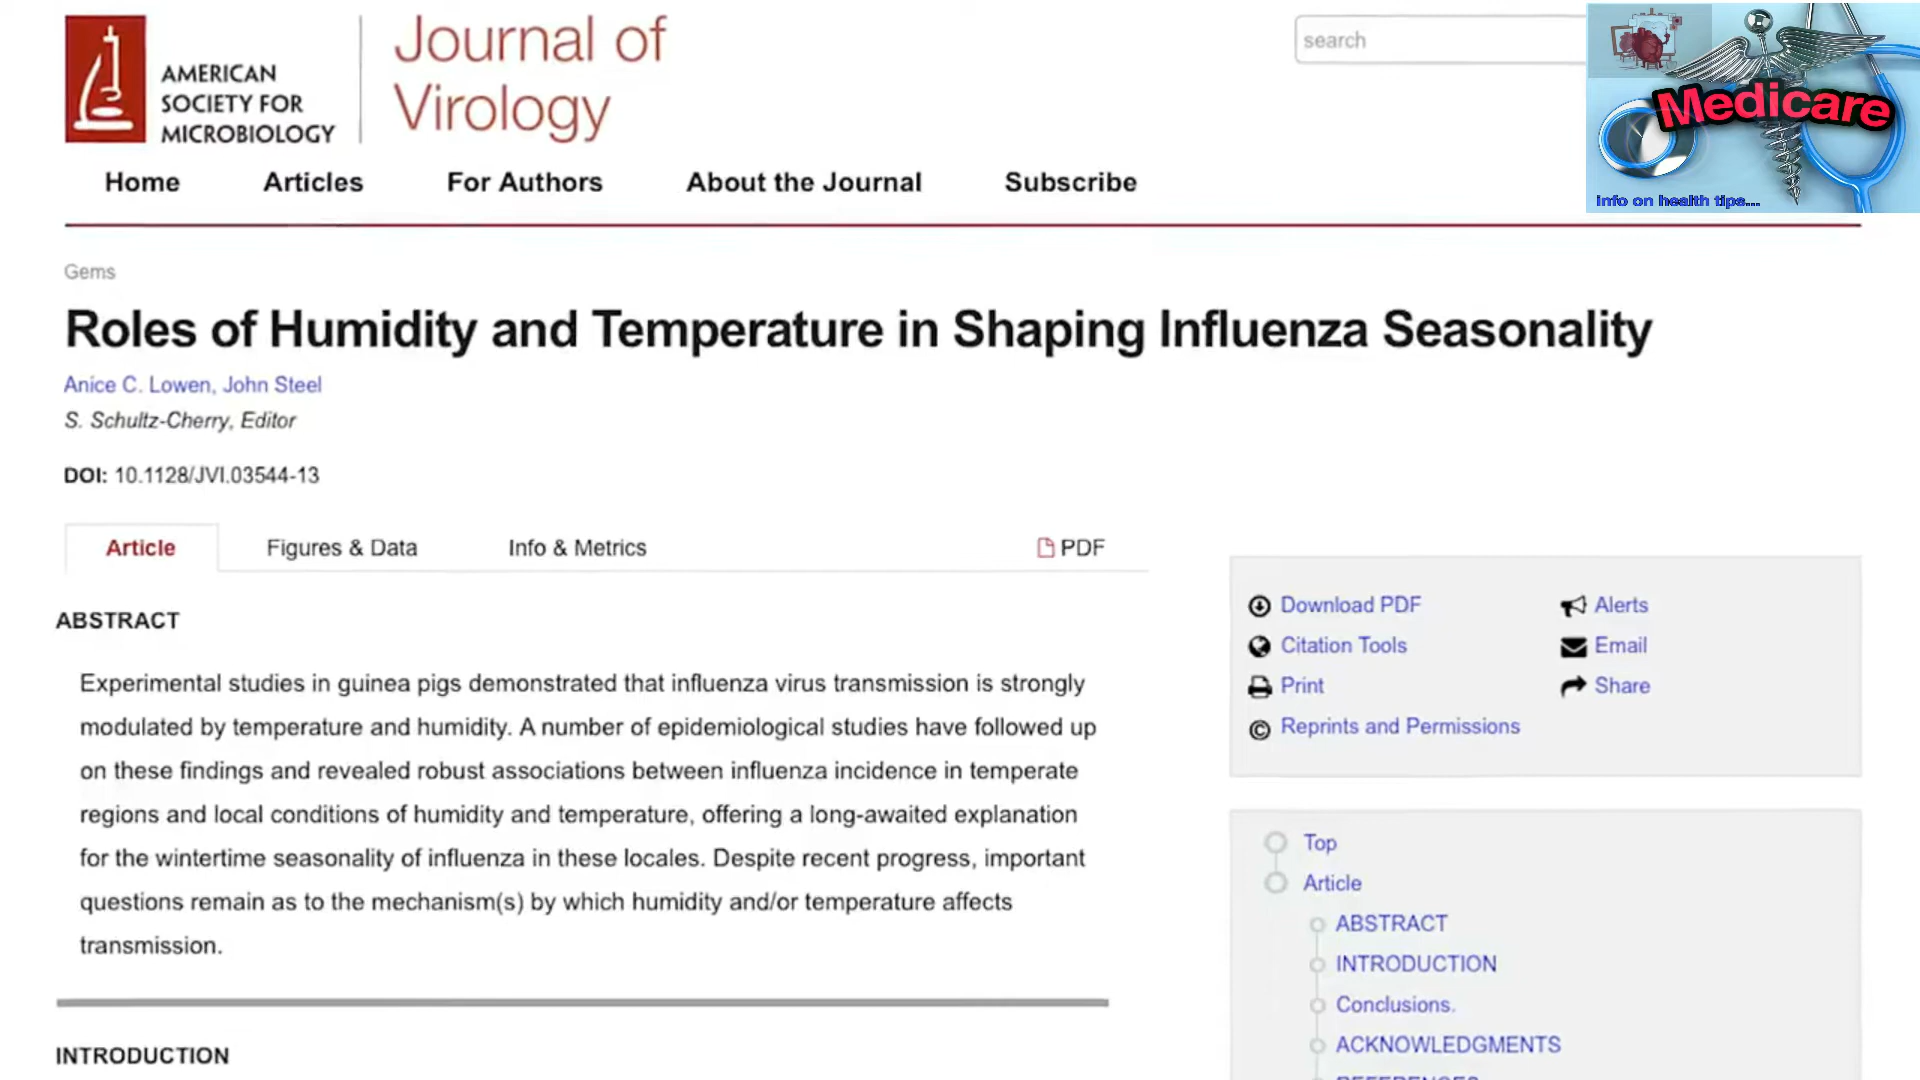 AMERICAN
SOCIETY FOR
MICROBIOLOGY
Journal of
Virology
search
Medicare
Info on health tips...
Home Articles For Authors About the Journal Subscribe
Gems
Roles of Humidity and Temperature in Shaping Influenza Seasonality
Anice C. Lowen, John Steel
S. Schultz-Cherry, Editor
DOI: 10.1128/JVI.03544-13
Article Figures & Data Info & Metrics PDF
ABSTRACT
Experimental studies in guinea pigs demonstrated that influenza virus transmission is strongly
modulated by temperature and humidity. A number of epidemiological studies have followed up
on these findings and revealed robust associations between influenza incidence in temperate
regions and local conditions of humidity and temperature, offering a long-awaited explanation
for the wintertime seasonality of influenza in these locales. Despite recent progress, important
questions remain as to the mechanism(s) by which humidity and/or temperature affects
transmission.
INTRODUCTION
Download PDF Alerts
Citation Tools Email
Print Share
© Reprints and Permissions
Top
Article
ABSTRACT
INTRODUCTION
Conclusions.
ACKNOWLEDGMENTS